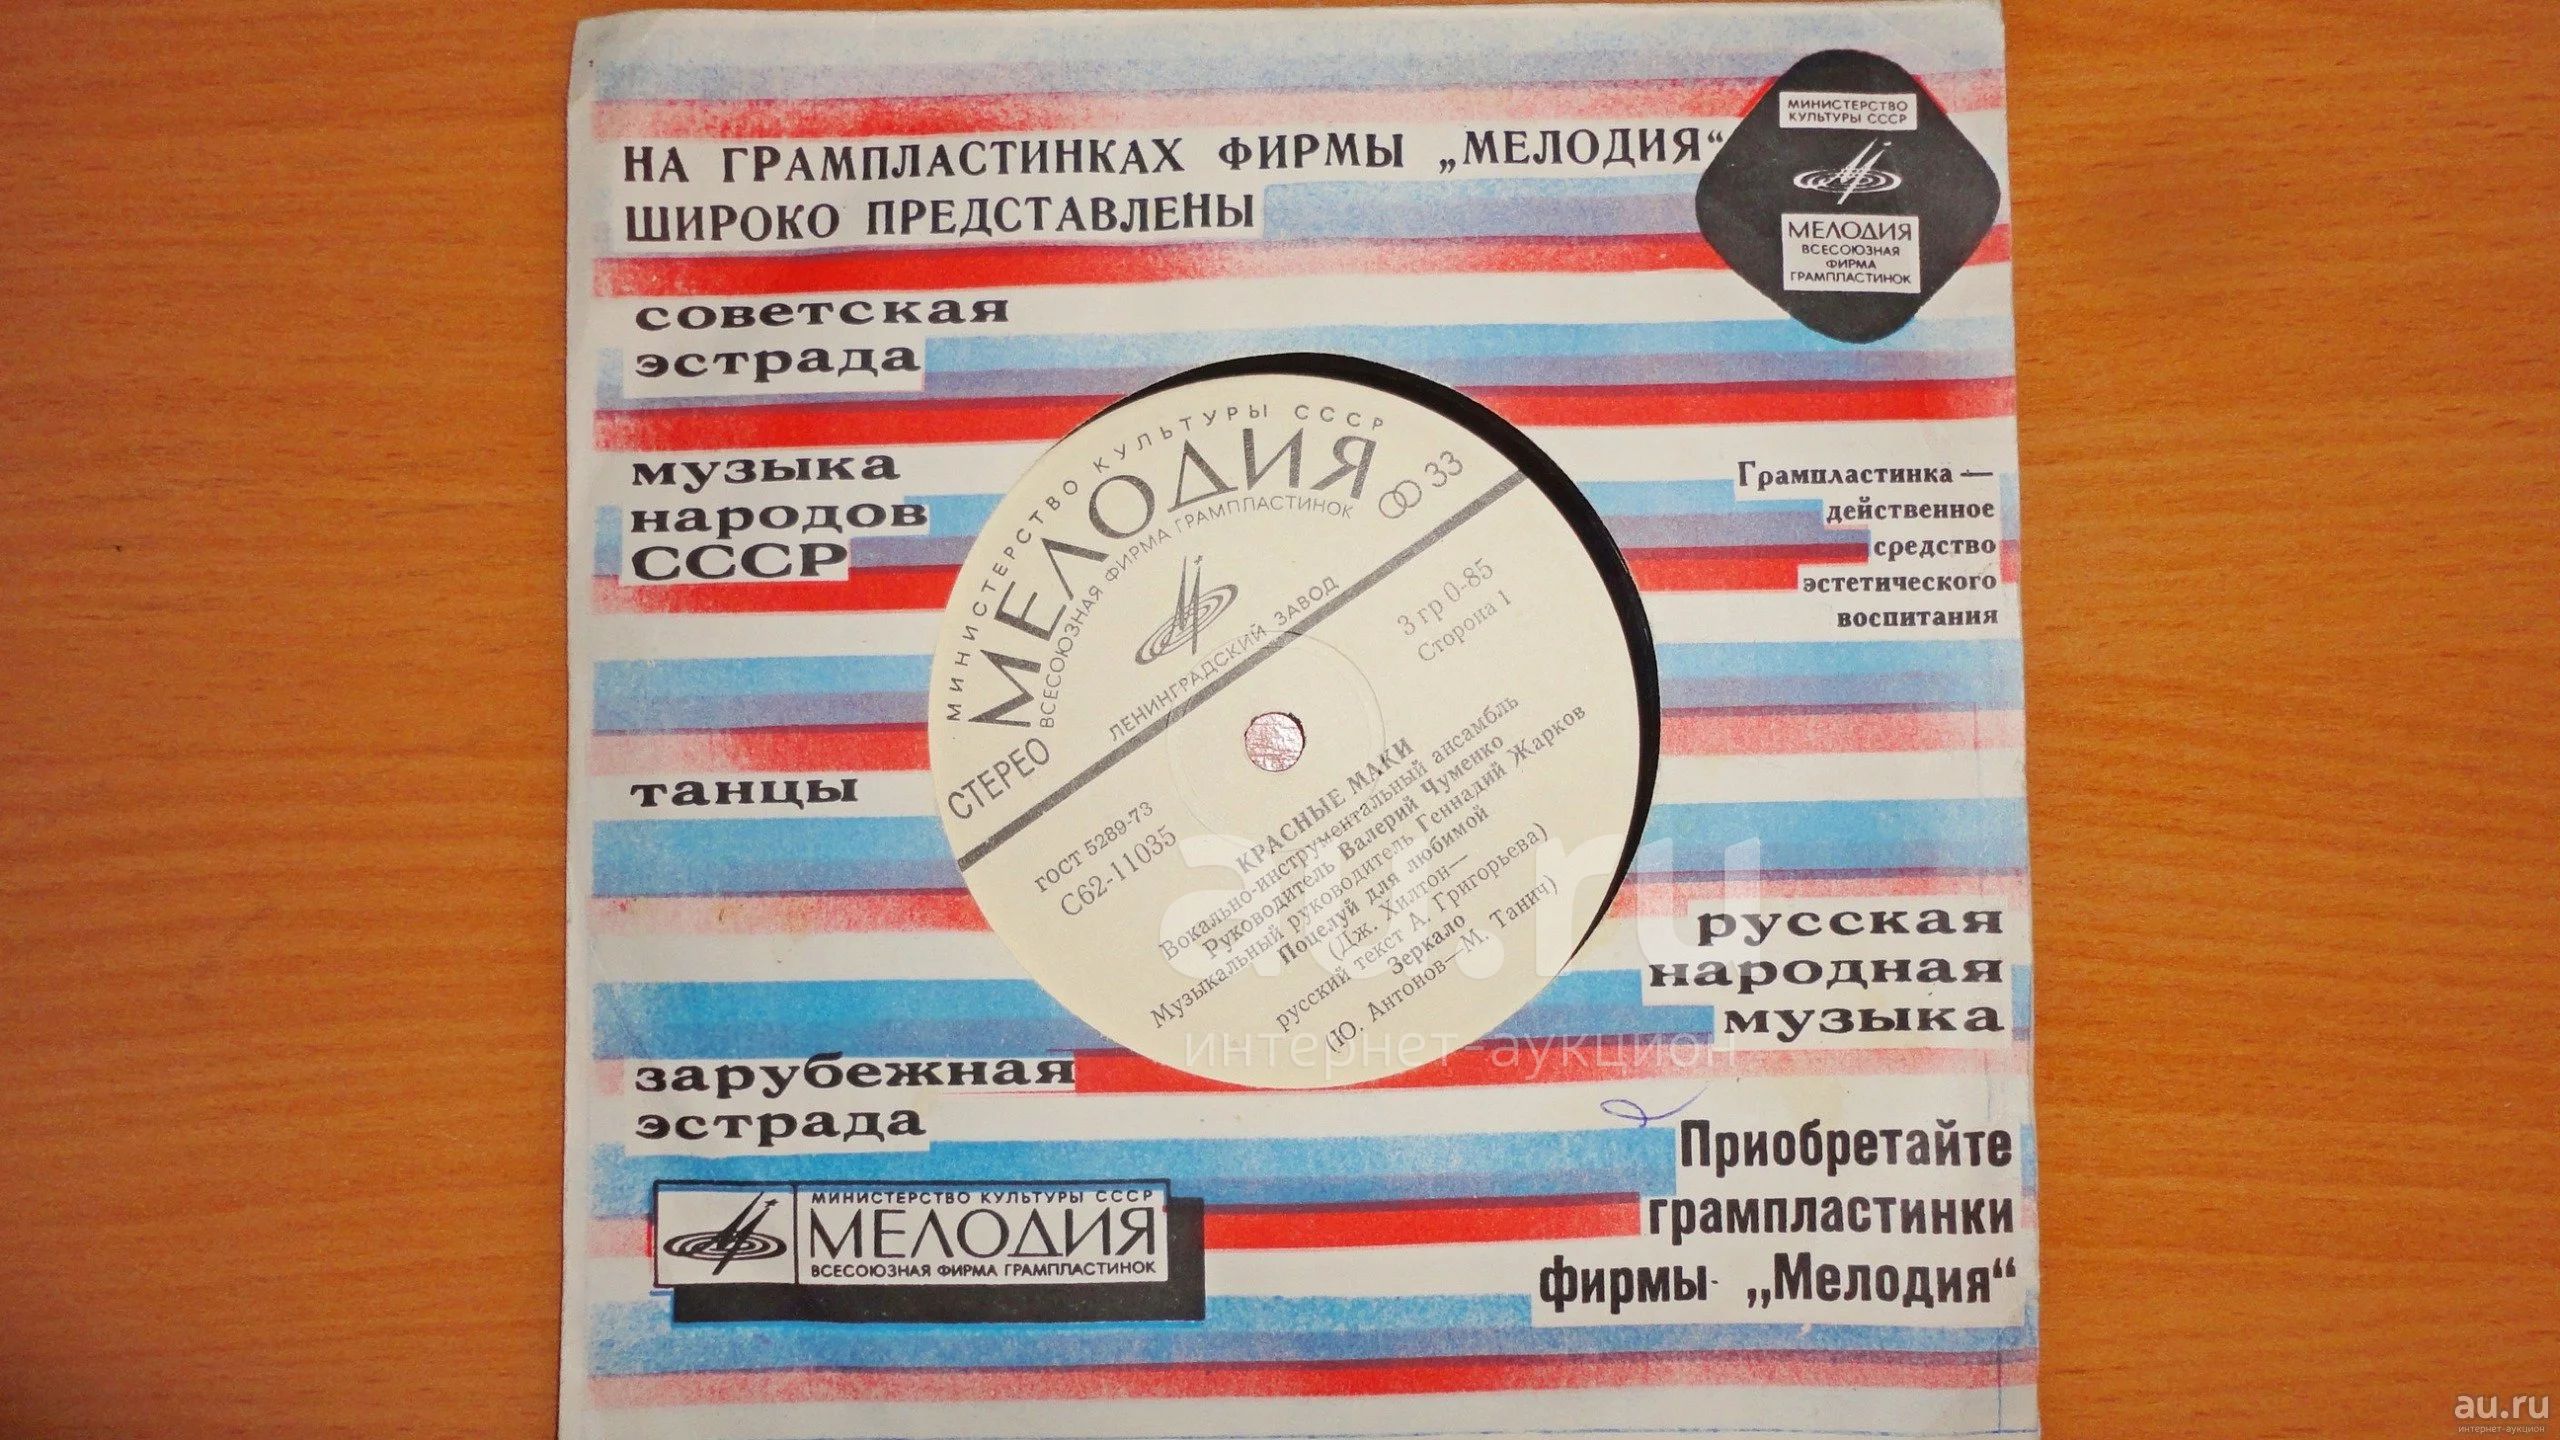 НА ГРАМПЛАСТИНКАХ ФИРМЫ „МЕЛОДИЯ“
ШИРОКО ПРЕДСТАВЛЕНЫ
МИНИСТЕРСТВО
КУЛЬТУРЫ СССР
МЕЛОДИЯ
ВСЕСОЮЗНАЯ
ФИРМА
ГРАМПЛАСТИНОК
советская
эстрада
музыка
народов
СССР
танцы
зарубежная
эстрада
Грампластинка —
действенное
средство
эстетического
воспитания
МИНИСТЕРСТВО КУЛЬТУРЫ СССР
МЕЛОДИЯ
ВСЕСОЮЗНАЯ ФИРМА ГРАМПЛАСТИНОК
33
СТЕРЕО
ЛЕНИНГРАДСКИЙ ЗАВОД
3 гр 0-85
Сторона 1
ГОСТ 5289-73
С62-11035
КРАСНЫЕ МАКИ
Вокально-инструментальный ансамбль
Руководитель Валерий Чуменко
Музыкальный руководитель Геннадий Жарков
Поцелуй для любимой
(Дж. Хилтон—
русский текст А. Григорьева)
Зеркало
(Ю. Антонов—М. Танич)
au.ru
интернет-аукцион
русская
народная
музыка
МИНИСТЕРСТВО КУЛЬТУРЫ СССР
МЕЛОДИЯ
ВСЕСОЮЗНАЯ ФИРМА ГРАМПЛАСТИНОК
Приобретайте
грампластинки
фирмы „Мелодия“
au.ru
интернет-аукцион